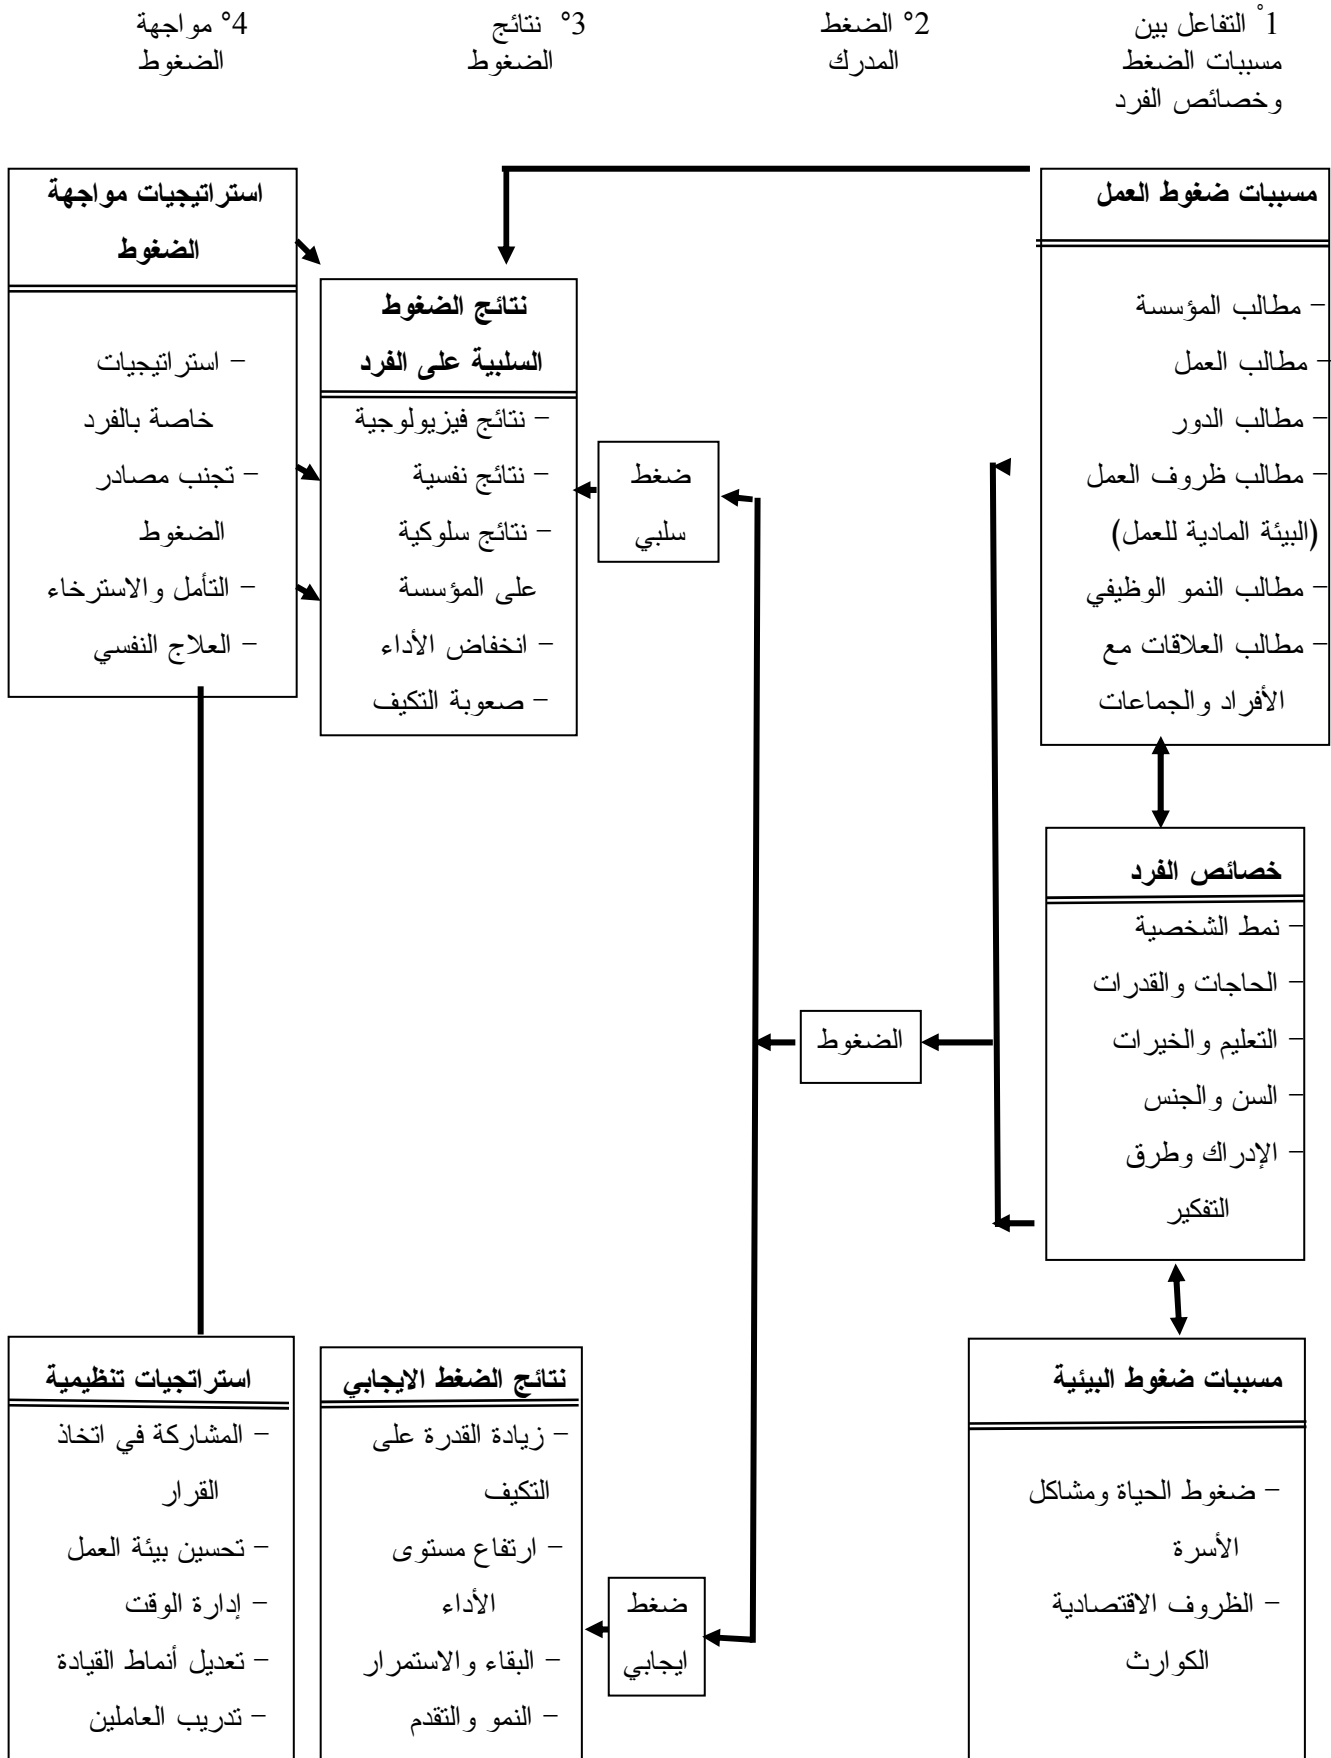 1° التفاعل بين
مسببات الضغط
وخصائص الفرد
2° الضغط
المدرك
3° نتائج
الضغوط
4° مواجهة
الضغوط
مسببات ضغوط العمل
– مطالب المؤسسة
– مطالب العمل
– مطالب الدور
– مطالب ظروف العمل
(البيئة المادية للعمل)
– مطالب النمو الوظيفي
– مطالب العلاقات مع
الأفراد والجماعات
خصائص الفرد
– نمط الشخصية
– الحاجات والقدرات
– التعليم والخيرات
– السن والجنس
– الإدراك وطرق
التفكير
مسببات ضغوط البيئية
– ضغوط الحياة ومشاكل
الأسرة
– الظروف الاقتصادية
الكوارث
الضغوط
ضغط
سلبي
ضغط
ايجابي
نتائج الضغوط
السلبية على الفرد
– نتائج فيزيولوجية
– نتائج نفسية
– نتائج سلوكية
على المؤسسة
– انخفاض الأداء
– صعوبة التكيف
نتائج الضغط الايجابي
– زيادة القدرة على
التكيف
– ارتفاع مستوى
الأداء
– البقاء والاستمرار
– النمو والتقدم
استراتيجيات مواجهة
الضغوط
– استراتيجيات
خاصة بالفرد
– تجنب مصادر
الضغوط
– التأمل والاسترخاء
– العلاج النفسي
استراتجيات تنظيمية
– المشاركة في اتخاذ
القرار
– تحسين بيئة العمل
– إدارة الوقت
– تعديل أنماط القيادة
– تدريب العاملين